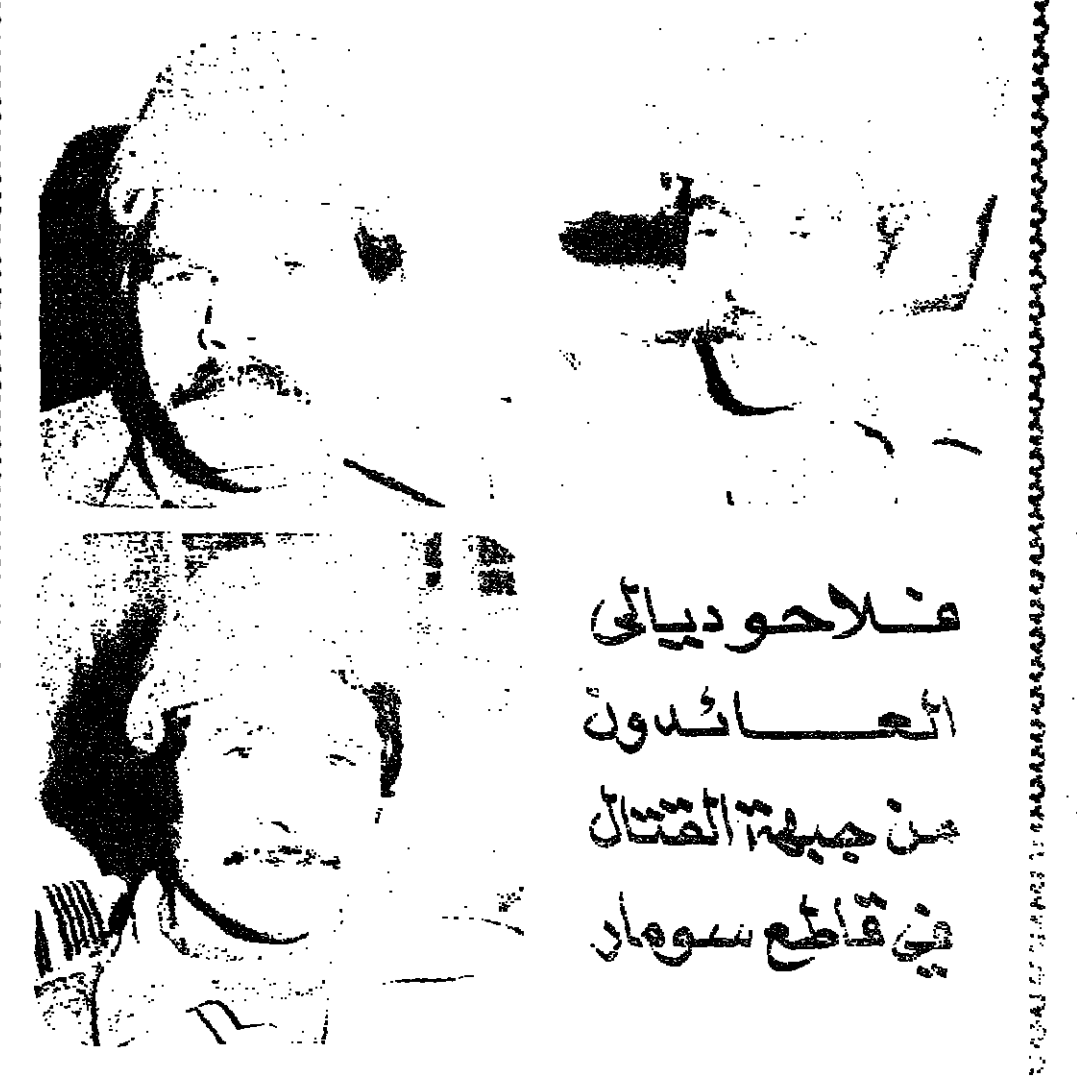 فلاحو ديالى
العائدون
من جبهة القتال
في قاطع سومار